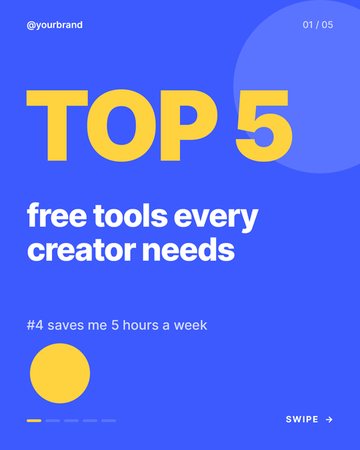 @yourbrand
01 / 05
TOP 5
free tools every
creator needs
#4 saves me 5 hours a week
SWIPE →